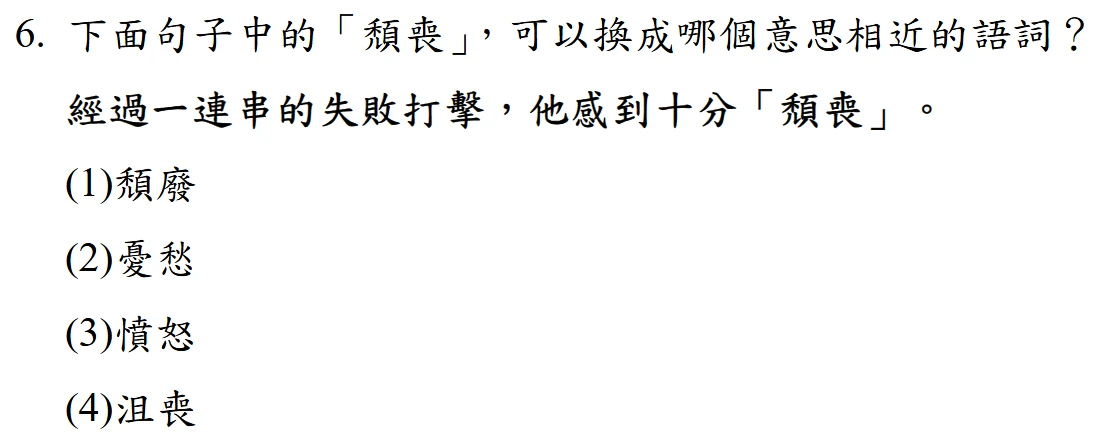 6. 下面句子中的「頹喪」，可以換成哪個意思相近的語詞？
經過一連串的失敗打擊，他感到十分「頹喪」。
(1)頹廢
(2)憂愁
(3)憤怒
(4)沮喪